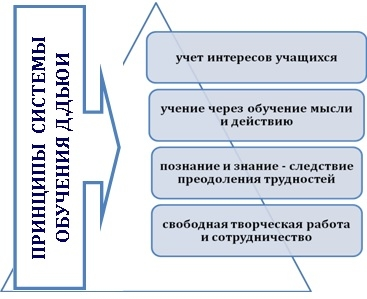 ПРИНЦИПЫ СИСТЕМЫ
ОБУЧЕНИЯ Д.ДЬЮИ
учет интересов учащихся
учение через обучение мысли
и действию
познание и знание - следствие
преодоления трудностей
свободная творческая работа
и сотрудничество